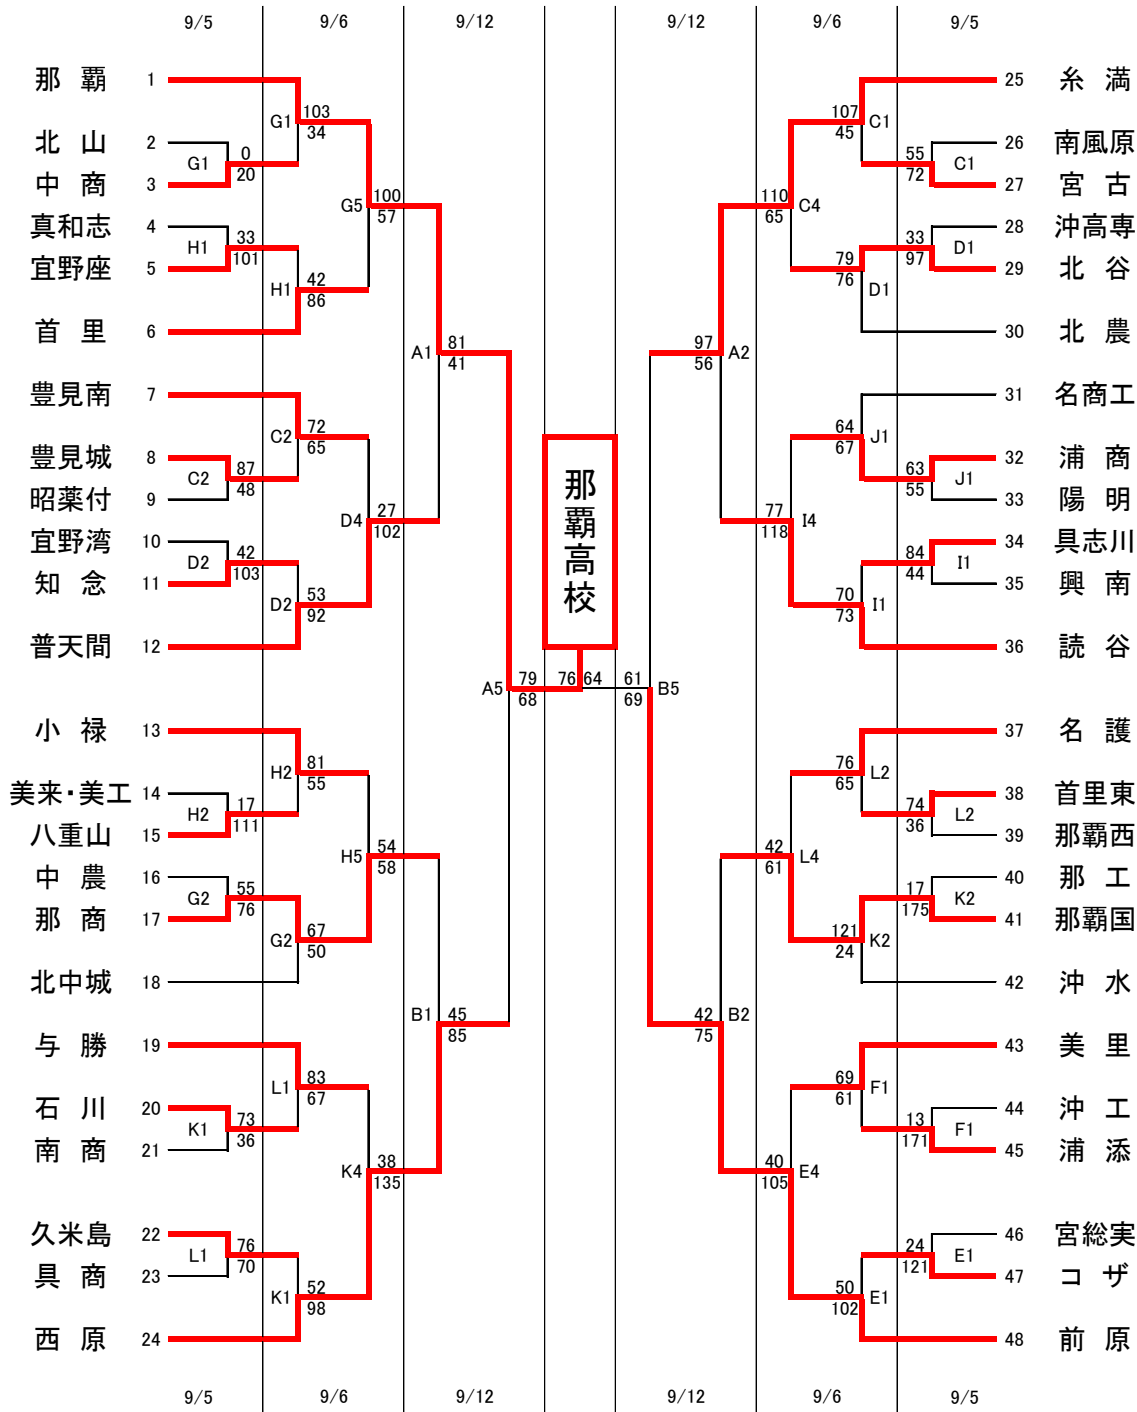 9/5 9/6 9/12 9/12 9/6 9/5
那覇 1
G1 103 34
北山 2
G1 0 20
中商 3
G5 100 57
真和志 4
H1 33 101
宜野座 5
H1 42 86
首里 6
A1 81 41
豊見南 7
C2 72 65
豊見城 8
C2 87 48
昭薬付 9
D4 27 102
宜野湾 10
D2 42 103
知念 11
D2 53 92
普天間 12
A5 79 68
小禄 13
H2 81 55
美来・美工 14
H2 17 111
八重山 15
H5 54 58
中農 16
G2 55 76
那商 17
G2 67 50
北中城 18
B1 45 85
与勝 19
L1 83 67
石川 20
K1 73 36
南商 21
K4 38 135
久米島 22
L1 76 70
具商 23
K1 52 98
西原 24
那覇高校
76 64
25 糸満
107 45 C1
26 南風原
55 72 C1
27 宮古
110 65 C4
28 沖高専
33 97 D1
29 北谷
79 76 D1
30 北農
97 56 A2
31 名商工
64 67 J1
32 浦商
63 55 J1
33 陽明
77 118 I4
34 具志川
84 44 I1
35 興南
70 73 I1
36 読谷
61 69 B5
37 名護
76 65 L2
38 首里東
74 36 L2
39 那覇西
42 61 L4
40 那工
17 175 K2
41 那覇国
121 24 K2
42 沖水
42 75 B2
43 美里
69 61 F1
44 沖工
13 171 F1
45 浦添
40 105 E4
46 宮総実
24 121 E1
47 コザ
50 102 E1
48 前原
9/5 9/6 9/12 9/12 9/6 9/5